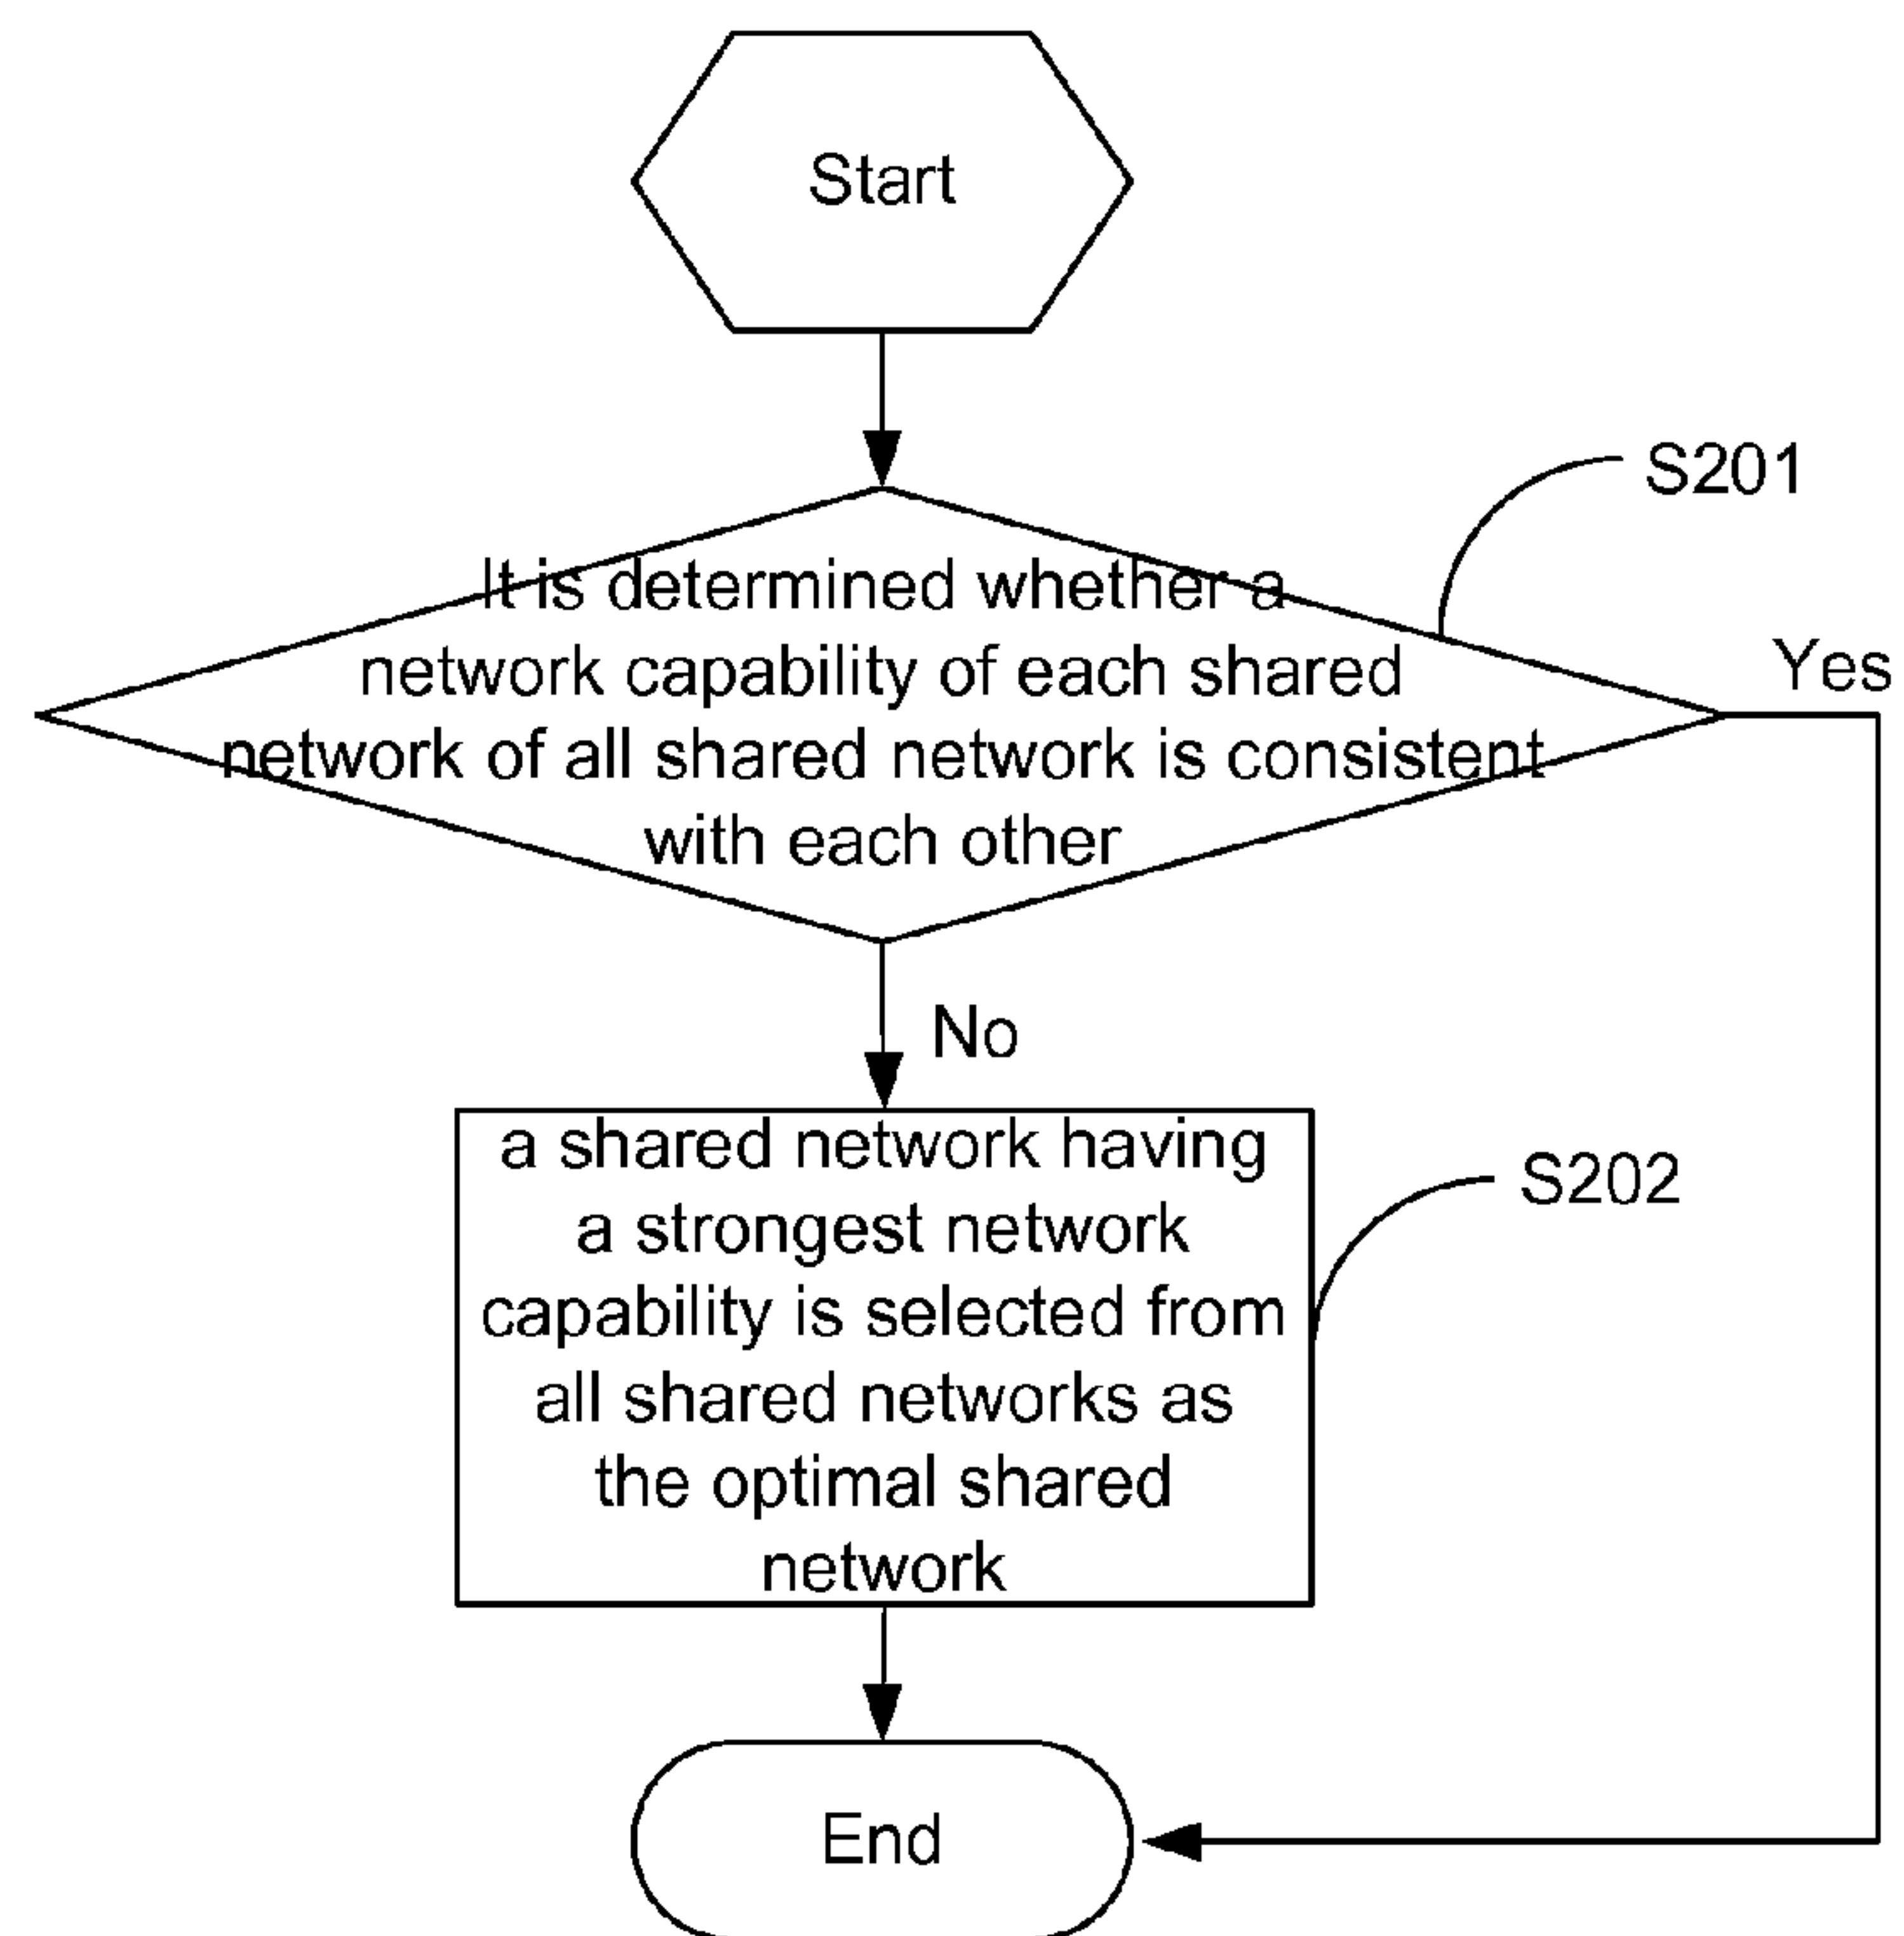 Start
S201
It is determined whether a
network capability of each shared
network of all shared network is consistent
with each other
Yes
No
a shared network having
a strongest network
capability is selected from
all shared networks as
the optimal shared
network
S202
End